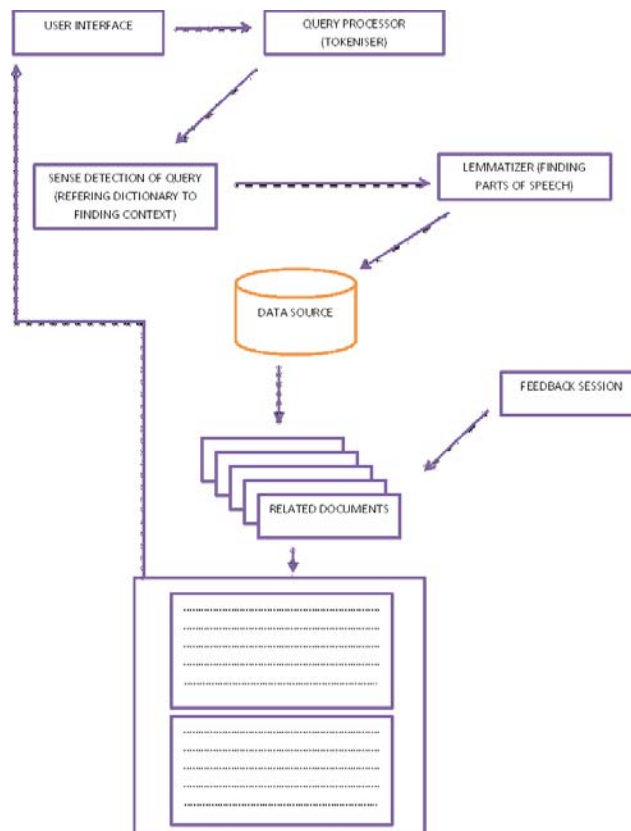 USER INTERFACE
QUERY PROCESSOR
(TOKENISER)
SENSE DETECTION OF QUERY
(REFERING DICTIONARY TO
FINDING CONTEXT)
LEMMATIZER (FINDING
PARTS OF SPEECH)
DATA SOURCE
FEEDBACK SESSION
RELATED DOCUMENTS